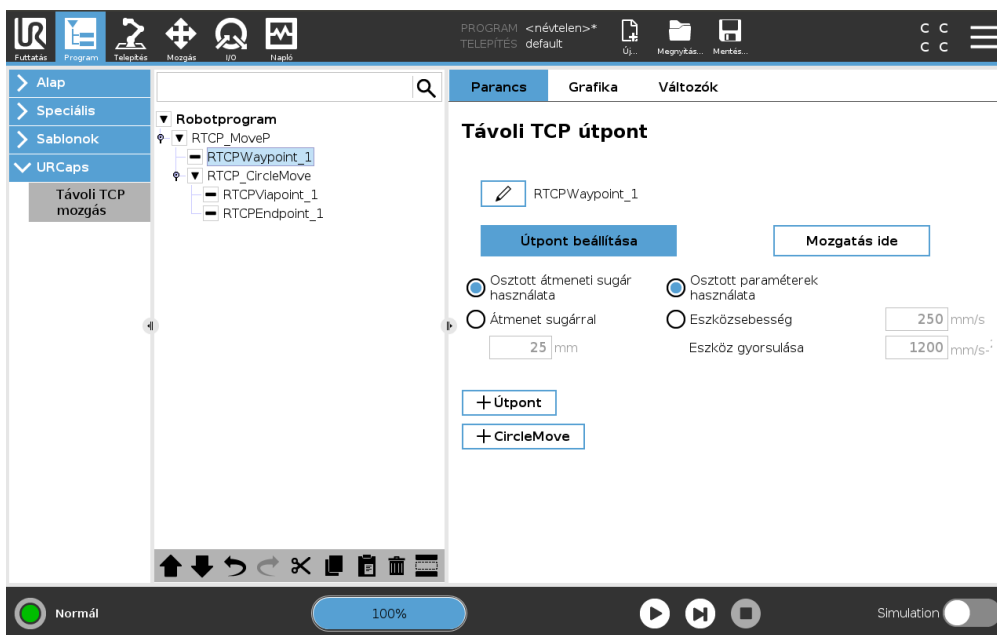 PROGRAM <névtelen>*
TELEPÍTÉS default
C C
C C
Futtatás
Program
Telepítés
Mozgás
I/O
Napló
Új...
Megnyitás...
Mentés...
Alap
Speciális
Sablonok
URCaps
Távoli TCP
mozgás
Robotprogram
RTCP_MoveP
RTCPWaypoint_1
RTCP_CircleMove
RTCPViapoint_1
RTCPEndpoint_1
Parancs
Grafika
Változók
Távoli TCP útpont
RTCPWaypoint_1
Útpont beállítása
Mozgatás ide
Osztott átmeneti sugár
használata
Osztott paraméterek
használata
Átmenet sugárral
25 mm
Eszközsebesség
250 mm/s
Eszköz gyorsulása
1200 mm/s-²
+Útpont
+CircleMove
Normál
100%
Simulation